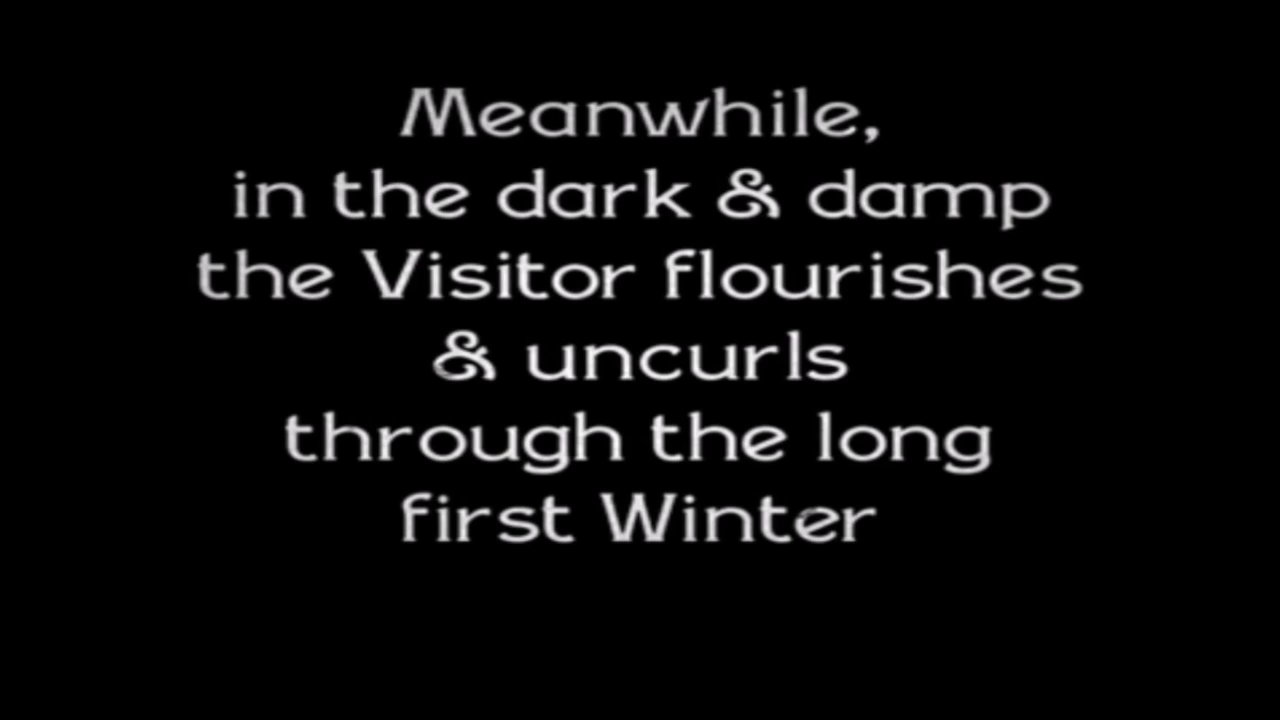 Meanwhile,
in the dark & damp
the Visitor flourishes
& uncurls
through the long
first Winter